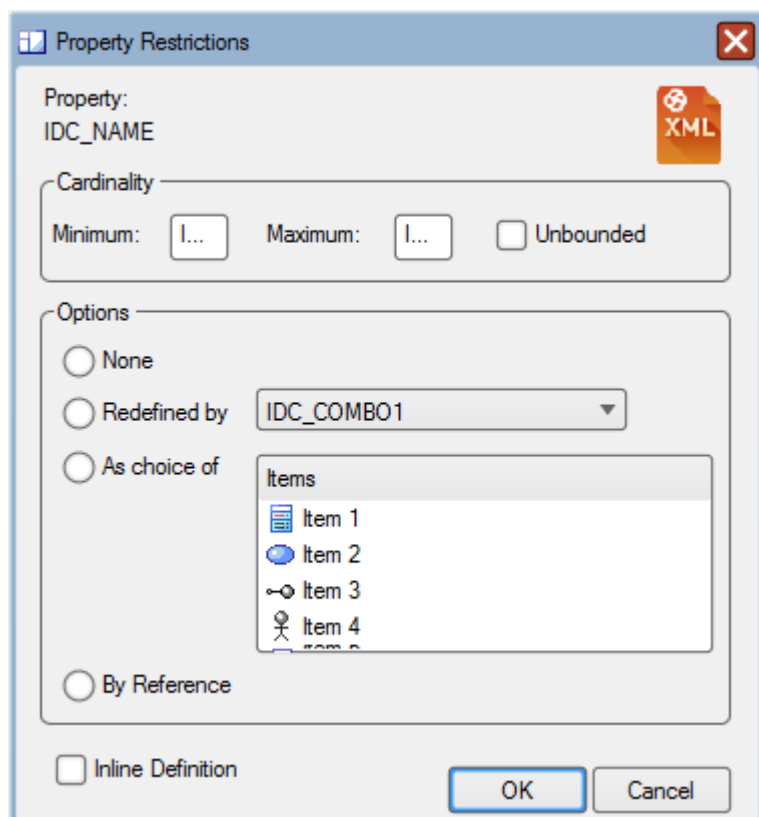 Property Restrictions
Property:
IDC_NAME
XML
Cardinality
Minimum: I... Maximum: I... Unbounded
Options
None
Redefined by IDC_COMBO1
As choice of
Items
Item 1
Item 2
Item 3
Item 4
By Reference
Inline Definition
OK Cancel